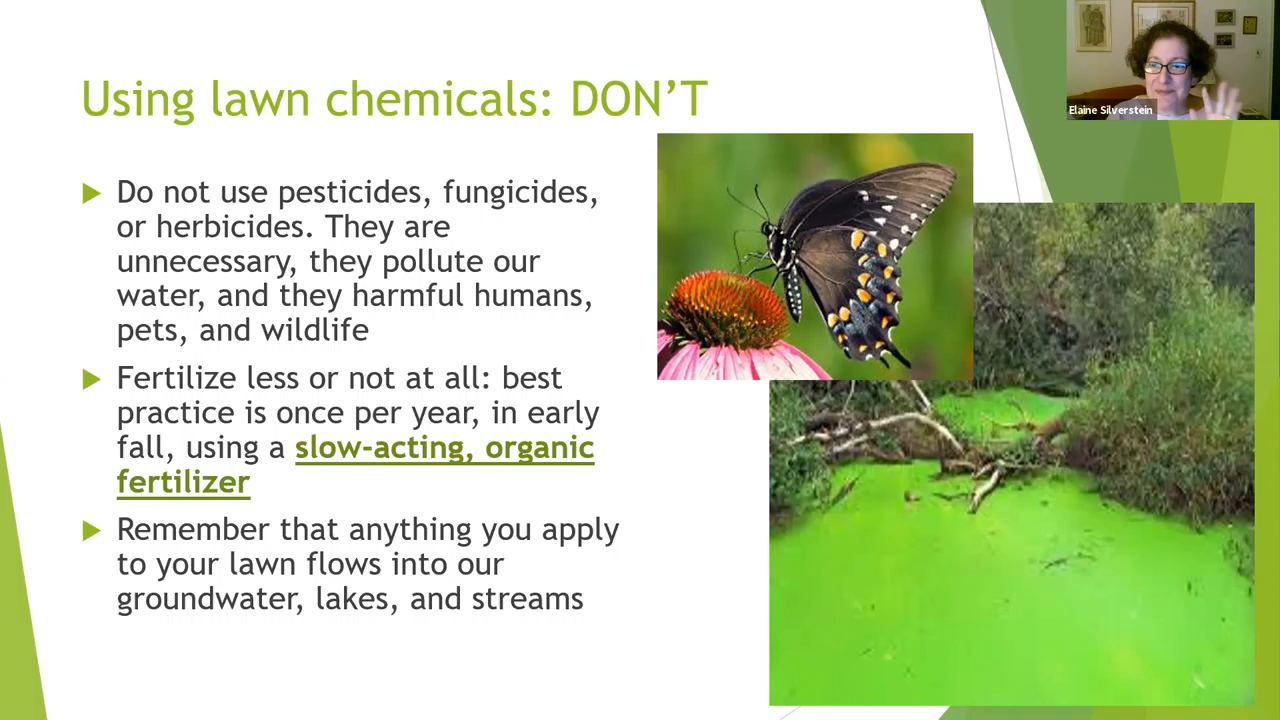 Using lawn chemicals: DON'T
Elaine Silverstein
Do not use pesticides, fungicides,
or herbicides. They are
unnecessary, they pollute our
water, and they harmful humans,
pets, and wildlife
Fertilize less or not at all: best
practice is once per year, in early
fall, using a slow-acting, organic
fertilizer
Remember that anything you apply
to your lawn flows into our
groundwater, lakes, and streams